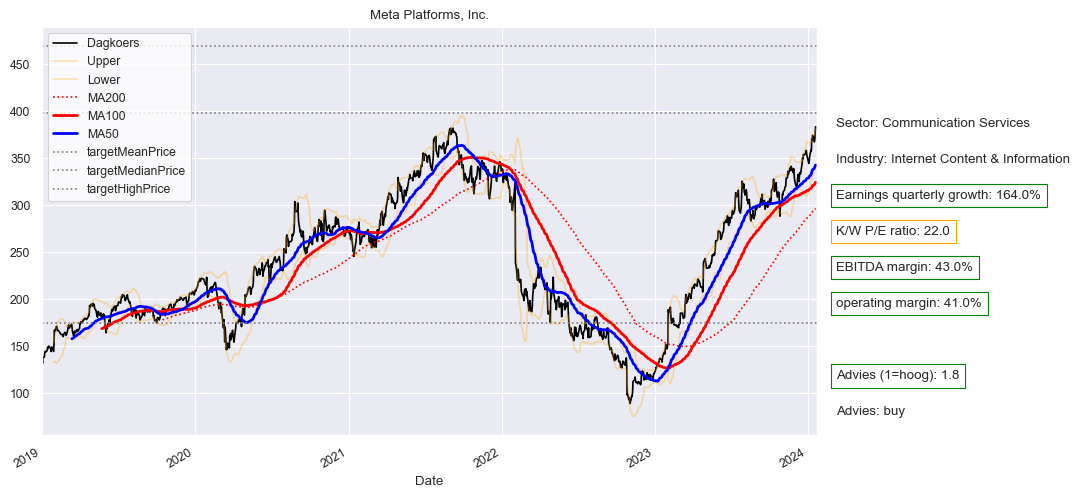 Meta Platforms, Inc.
Dagkoers
Upper
Lower
MA200
MA100
MA50
targetMeanPrice
targetMedianPrice
targetHighPrice
450
400
350
300
250
200
150
100
2019
2020
2021
2022
2023
2024
Date
Sector: Communication Services
Industry: Internet Content & Information
Earnings quarterly growth: 164.0%
K/W P/E ratio: 22.0
EBITDA margin: 43.0%
operating margin: 41.0%
Advies (1=hoog): 1.8
Advies: buy